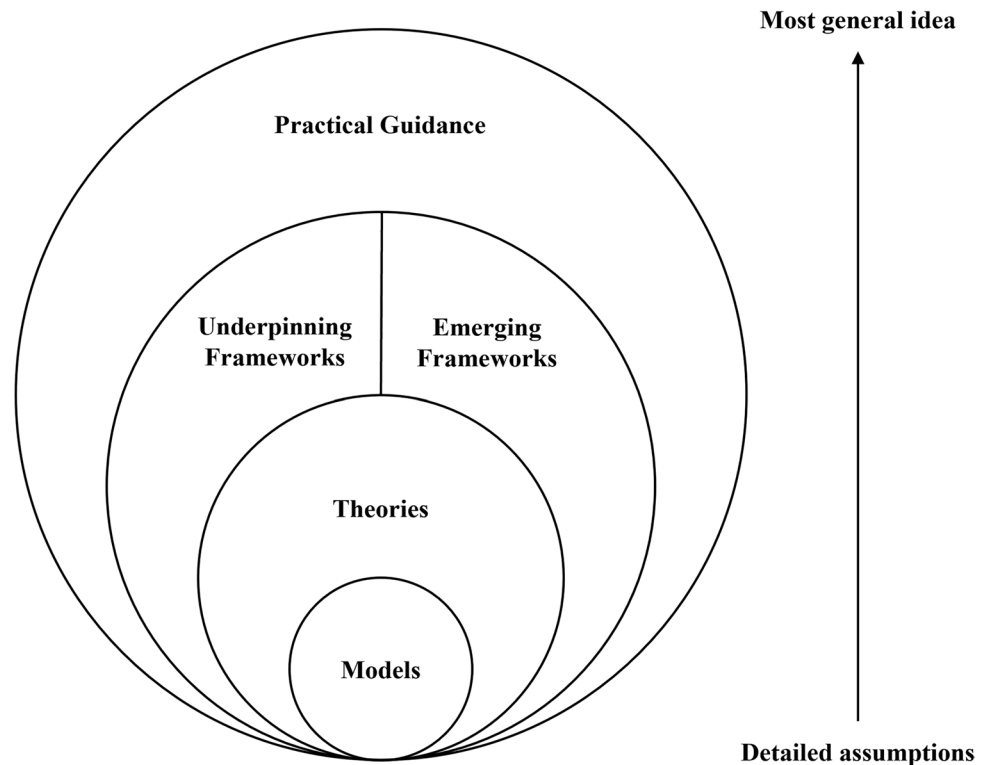 Most general idea
Practical Guidance
Underpinning
Frameworks
Emerging
Frameworks
Theories
Models
Detailed assumptions